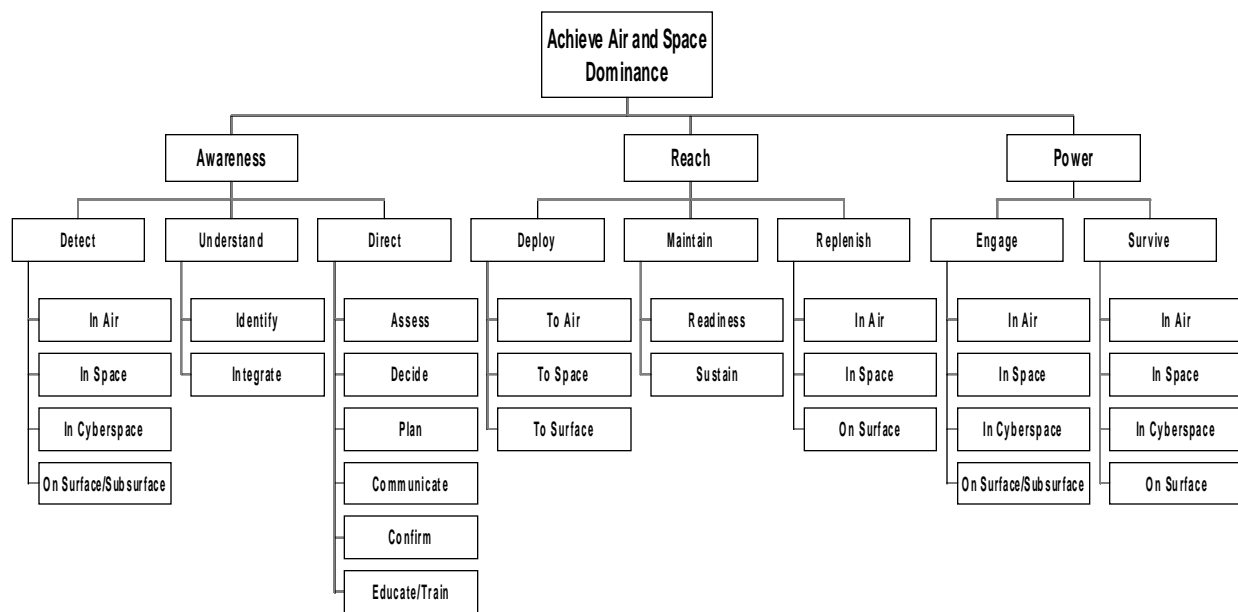 Achieve Air and Space
Dominance
Awareness
Reach
Power
Detect
Understand
Direct
Deploy
Maintain
Replenish
Engage
Survive
In Air
Identify
Assess
To Air
Readiness
In Air
In Air
In Air
In Space
Integrate
Decide
To Space
Sustain
In Space
In Space
In Space
In Cyberspace
Plan
To Surface
On Surface
In Cyberspace
In Cyberspace
On Surface/Subsurface
Communicate
On Surface/Subsurface
On Surface
Confirm
Educate/Train